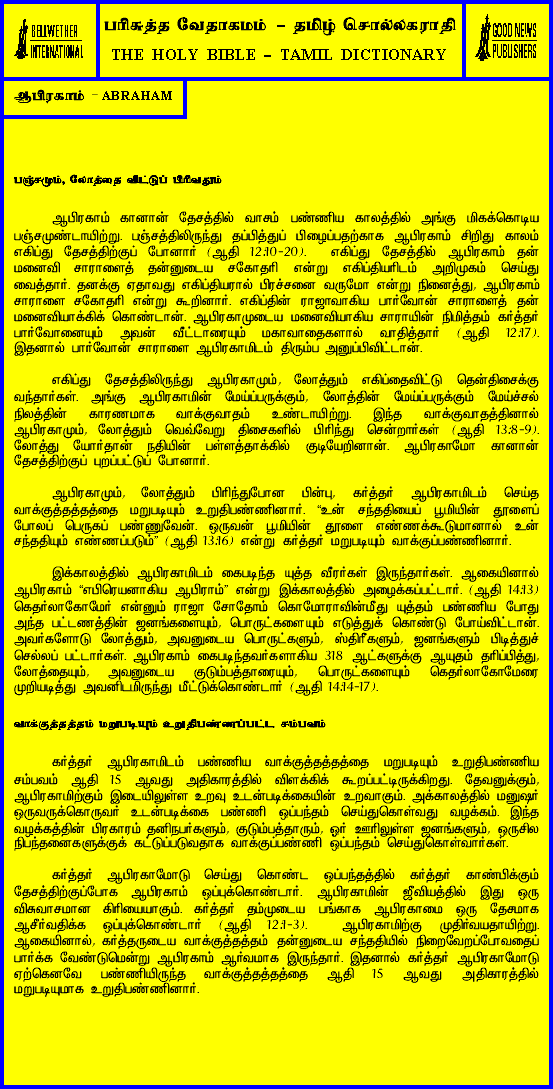 BELLWETHER
INTERNATIONAL
பரிசுத்த வேதாகமம் - தமிழ் சொல்லகராதி
THE HOLY BIBLE - TAMIL DICTIONARY
GOOD NEWS
PUBLISHERS
ஆபிரகாம் - ABRAHAM
பஞ்சமும், லோத்தை விட்டுப் பிரிவதும்
ஆபிரகாம் கானான் தேசத்தில் வாசம் பண்ணிய காலத்தில் அங்கு மிகக்கொடிய
பஞ்சமுண்டாயிற்று. பஞ்சத்திலிருந்து தப்பித்துப் பிழைப்பதற்காக ஆபிரகாம் சிறிது காலம்
எகிப்து தேசத்திற்குப் போனார் (ஆதி 12:10-20). எகிப்து தேசத்தில் ஆபிரகாம் தன்
மனைவி சாராளைத் தன்னுடைய சகோதரி என்று எகிப்தியரிடம் அறிமுகம் செய்து
வைத்தார். தனக்கு ஏதாவது எகிப்தியரால் பிரச்சனை வருமோ என்று நினைத்து, ஆபிரகாம்
சாராளை சகோதரி என்று கூறினார். எகிப்தின் ராஜாவாகிய பார்வோன் சாராளைத் தன்
மனைவியாக்கிக் கொண்டான். ஆபிரகாமுடைய மனைவியாகிய சாராயின் நிமித்தம் கர்த்தர்
பார்வோனையும் அவன் வீட்டாரையும் மகாவாதைகளால் வாதித்தார் (ஆதி 12:17).
இதனால் பார்வோன் சாராளை ஆபிரகாமிடம் திரும்ப அனுப்பிவிட்டான்.
எகிப்து தேசத்திலிருந்து ஆபிரகாமும், லோத்தும் எகிப்தைவிட்டு தென்திசைக்கு
வந்தார்கள். அங்கு ஆபிரகாமின் மேய்ப்பருக்கும், லோத்தின் மேய்ப்பருக்கும் மேய்ச்சல்
நிலத்தின் காரணமாக வாக்குவாதம் உண்டாயிற்று. இந்த வாக்குவாதத்தினால்
ஆபிரகாமும், லோத்தும் வெவ்வேறு திசைகளில் பிரிந்து சென்றார்கள் (ஆதி 13:8-9).
லோத்து யோர்தான் நதியின் பள்ளத்தாக்கில் குடியேறினான். ஆபிரகாமோ கானான்
தேசத்திற்குப் புறப்பட்டுப் போனார்.
ஆபிரகாமும், லோத்தும் பிரிந்துபோன பின்பு, கர்த்தர் ஆபிரகாமிடம் செய்த
வாக்குத்தத்தத்தை மறுபடியும் உறுதிபண்ணினார். "உன் சந்ததியைப் பூமியின் தூளைப்
போலப் பெருகப் பண்ணுவேன். ஒருவன் பூமியின் தூளை எண்ணக்கூடுமானால் உன்
சந்ததியும் எண்ணப்படும்" (ஆதி 13:16) என்று கர்த்தர் மறுபடியும் வாக்குப்பண்ணினார்.
இக்காலத்தில் ஆபிரகாமிடம் கைபடிந்த யுத்த வீரர்கள் இருந்தார்கள். ஆகையினால்
ஆபிரகாம் "எபிரெயனாகிய ஆபிராம்" என்று இக்காலத்தில் அழைக்கப்பட்டார். (ஆதி 14:13)
கெதர்லாகோமேர் என்னும் ராஜா சோதோம் கொமோராவின்மீது யுத்தம் பண்ணிய போது
அந்த பட்டணத்தின் ஜனங்களையும், பொருட்களையும் எடுத்துக் கொண்டு போய்விட்டான்.
அவர்களோடு லோத்தும், அவனுடைய பொருட்களும், ஸ்திரீகளும், ஜனங்களும் பிடித்துச்
செல்லப் பட்டார்கள். ஆபிரகாம் கைபடிந்தவர்களாகிய 318 ஆட்களுக்கு ஆயுதம் தரிப்பித்து,
லோத்தையும், அவனுடைய குடும்பத்தாரையும், பொருட்களையும் கெதர்லாகோமேரை
முறியடித்து அவனிடமிருந்து மீட்டுக்கொண்டார் (ஆதி 14:14-17).
வாக்குத்தத்தம் மறுபடியும் உறுதிபண்ணப்பட்ட சம்பவம்
கர்த்தர் ஆபிரகாமிடம் பண்ணிய வாக்குத்தத்தத்தை மறுபடியும் உறுதிபண்ணிய
சம்பவம் ஆதி 15 ஆவது அதிகாரத்தில் விளக்கிக் கூறப்பட்டிருக்கிறது. தேவனுக்கும்,
ஆபிரகாமிற்கும் இடையிலுள்ள உறவு உடன்படிக்கையின் உறவாகும். அக்காலத்தில் மனுஷர்
ஒருவருக்கொருவர் உடன்படிக்கை பண்ணி ஒப்பந்தம் செய்துகொள்வது வழக்கம். இந்த
வழக்கத்தின் பிரகாரம் தனிநபர்களும், குடும்பத்தாரும், ஓர் ஊரிலுள்ள ஜனங்களும், ஒருசில
நிபந்தனைகளுக்குக் கட்டுப்படுவதாக வாக்குப்பண்ணி ஒப்பந்தம் செய்துகொள்வார்கள்.
கர்த்தர் ஆபிரகாமோடு செய்து கொண்ட ஒப்பந்தத்தில் கர்த்தர் காண்பிக்கும்
தேசத்திற்குப்போக ஆபிரகாம் ஒப்புக்கொண்டார். ஆபிரகாமின் ஜீவியத்தில் இது ஒரு
விசுவாசமான கிரியையாகும். கர்த்தர் தம்முடைய பங்காக ஆபிரகாமை ஒரு தேசமாக
ஆசீர்வதிக்க ஒப்புக்கொண்டார் (ஆதி 12:1-3). ஆபிரகாமிற்கு முதிர்வயதாயிற்று.
ஆகையினால், கர்த்தருடைய வாக்குத்தத்தம் தன்னுடைய சந்ததியில் நிறைவேறப்போவதைப்
பார்க்க வேண்டுமென்று ஆபிரகாம் ஆர்வமாக இருந்தார். இதனால் கர்த்தர் ஆபிரகாமோடு
ஏற்கெனவே பண்ணியிருந்த வாக்குத்தத்தத்தை ஆதி 15 ஆவது அதிகாரத்தில்
மறுபடியுமாக உறுதிபண்ணினார்.